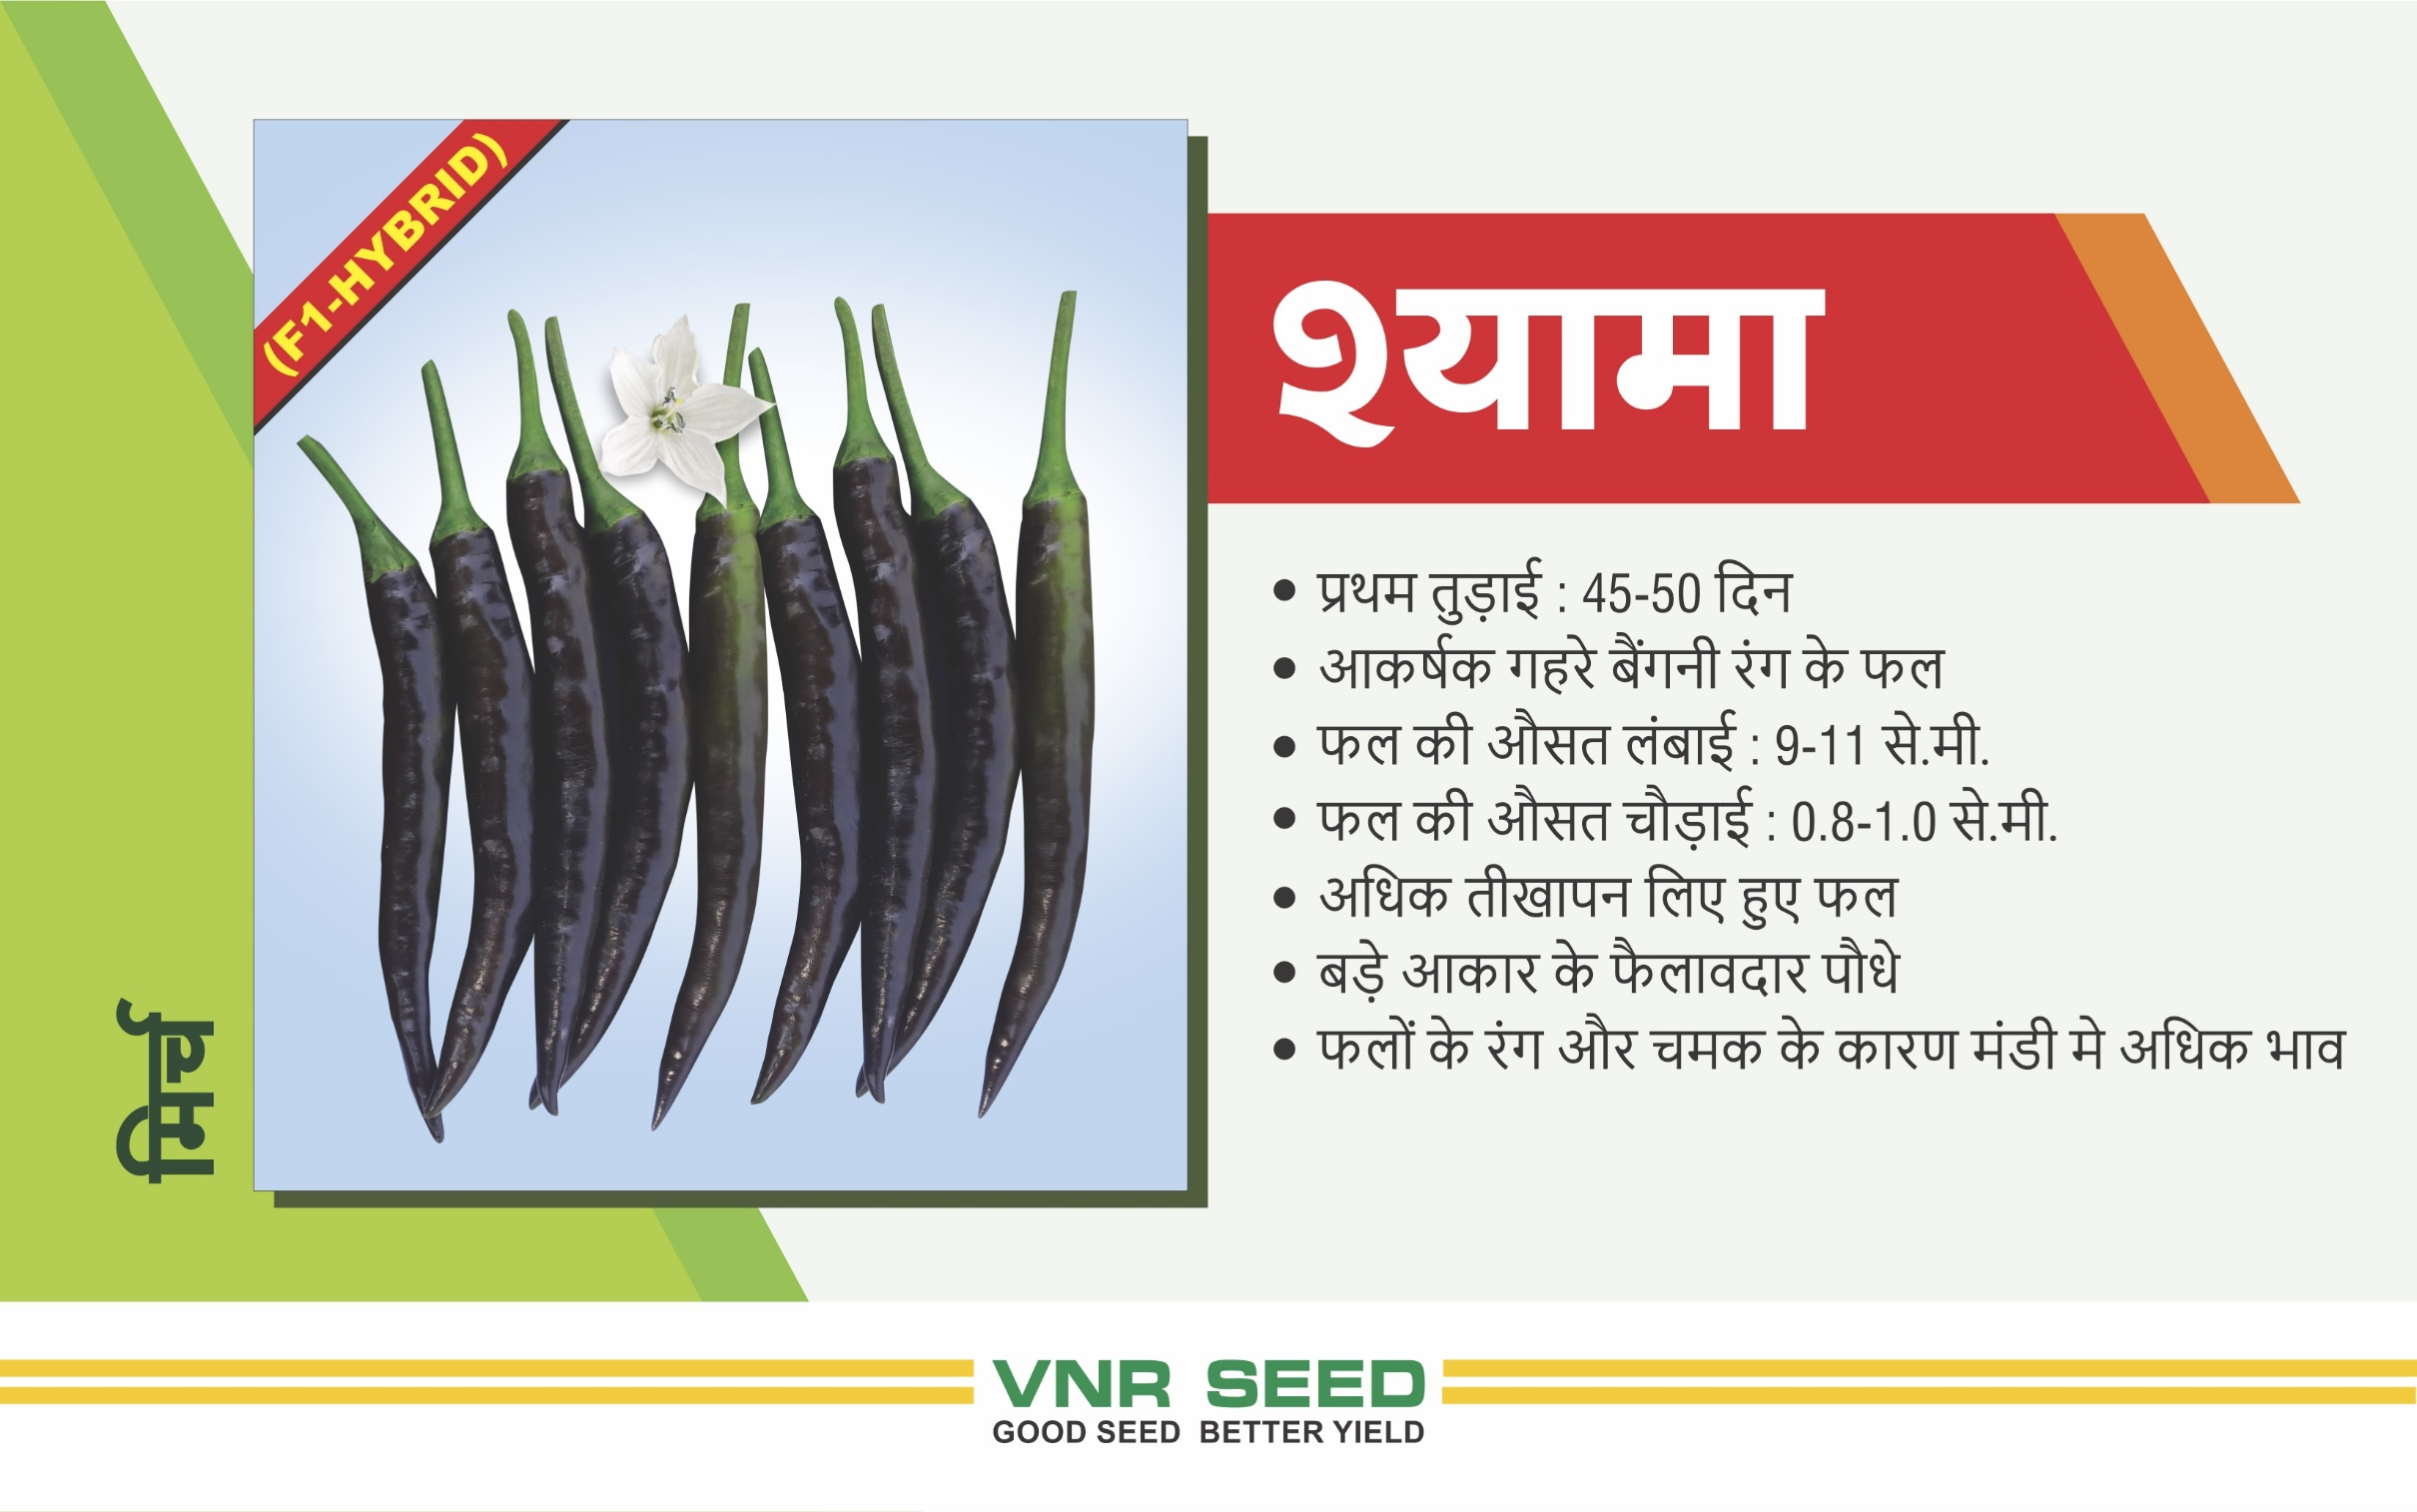 (F1-HYBRID))
श्यामा
• प्रथम तुड़ाई : 45-50 दिन
• आकर्षक गहरे बैंगनी रंग के फल
• फल की औसत लंबाई : 9-11 से.मी.
• फल की औसत चौड़ाई : 0.8-1.0 से.मी.
• अधिक तीखापन लिए हुए फल
• बड़े आकार के फैलावदार पौधे
• फलों के रंग और चमक के कारण मंडी मे अधिक भाव
मिर्च
VNR SEED
GOOD SEED BETTER YIELD